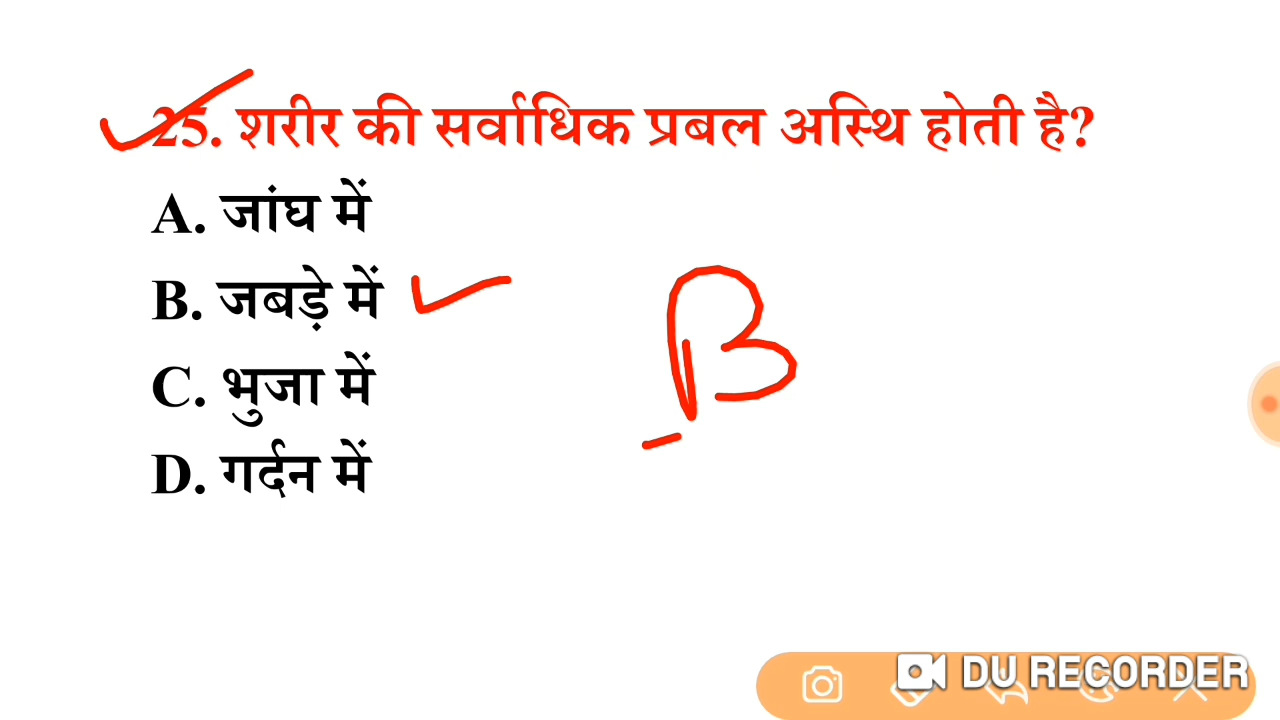 25. शरीर की सर्वाधिक प्रबल अस्थि होती है?
A. जांघ में
B. जबड़े में
B
C. भुजा में
D. गर्दन में
DU RECORDER